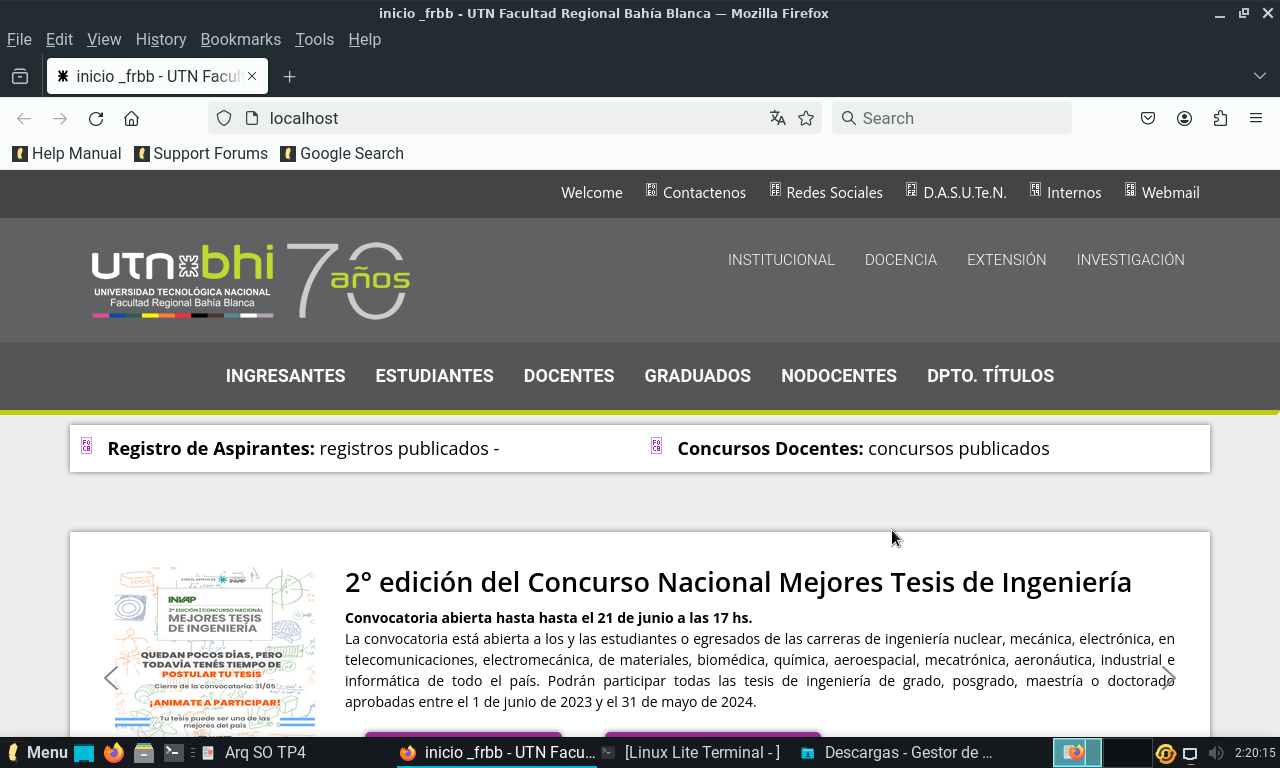 inicio _frbb - UTN Facultad Regional Bahía Blanca — Mozilla Firefox
File Edit View History Bookmarks Tools Help
inicio _frbb - UTN Facul
localhost
Search
Help Manual Support Forums Google Search
Welcome Contactenos Redes Sociales D.A.S.U.Te.N. Internos Webmail
utn bhi 70 años
UNIVERSIDAD TECNOLÓGICA NACIONAL
Facultad Regional Bahía Blanca
INSTITUCIONAL DOCENCIA EXTENSIÓN INVESTIGACIÓN
INGRESANTES ESTUDIANTES DOCENTES GRADUADOS NODOCENTES DPTO. TÍTULOS
Registro de Aspirantes: registros publicados - Concursos Docentes: concursos publicados
INVAP
2ª EDICIÓN | CONCURSO NACIONAL
MEJORES TESIS
DE INGENIERÍA
QUEDAN POCOS DÍAS, PERO
TODAVÍA TENÉS TIEMPO DE
POSTULAR TU TESIS
Cierre de la convocatoria: 31/05
¡ANIMATE A PARTICIPAR!
Tu tesis puede ser una de las
mejores del país
2° edición del Concurso Nacional Mejores Tesis de Ingeniería
Convocatoria abierta hasta hasta el 21 de junio a las 17 hs.
La convocatoria está abierta a los y las estudiantes o egresados de las carreras de ingeniería nuclear, mecánica, electrónica, en
telecomunicaciones, electromecánica, de materiales, biomédica, química, aeroespacial, mecatrónica, aeronáutica, industrial e
informática de todo el país. Podrán participar todas las tesis de ingeniería de grado, posgrado, maestría o doctorado
aprobadas entre el 1 de junio de 2023 y el 31 de mayo de 2024.
Menu Arq SO TP4 inicio _frbb - UTN Facu... [Linux Lite Terminal - ] Descargas - Gestor de ... 2:20:15